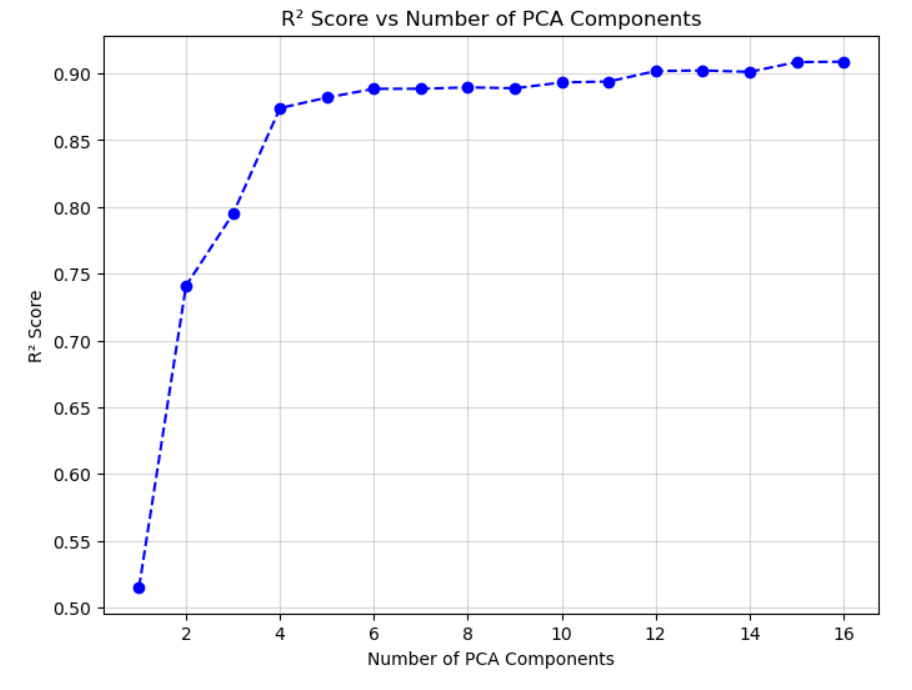 R² Score vs Number of PCA Components
0.90
0.85
0.80
0.75
0.70
0.65
0.60
0.55
0.50
R² Score
2 4 6 8 10 12 14 16
Number of PCA Components